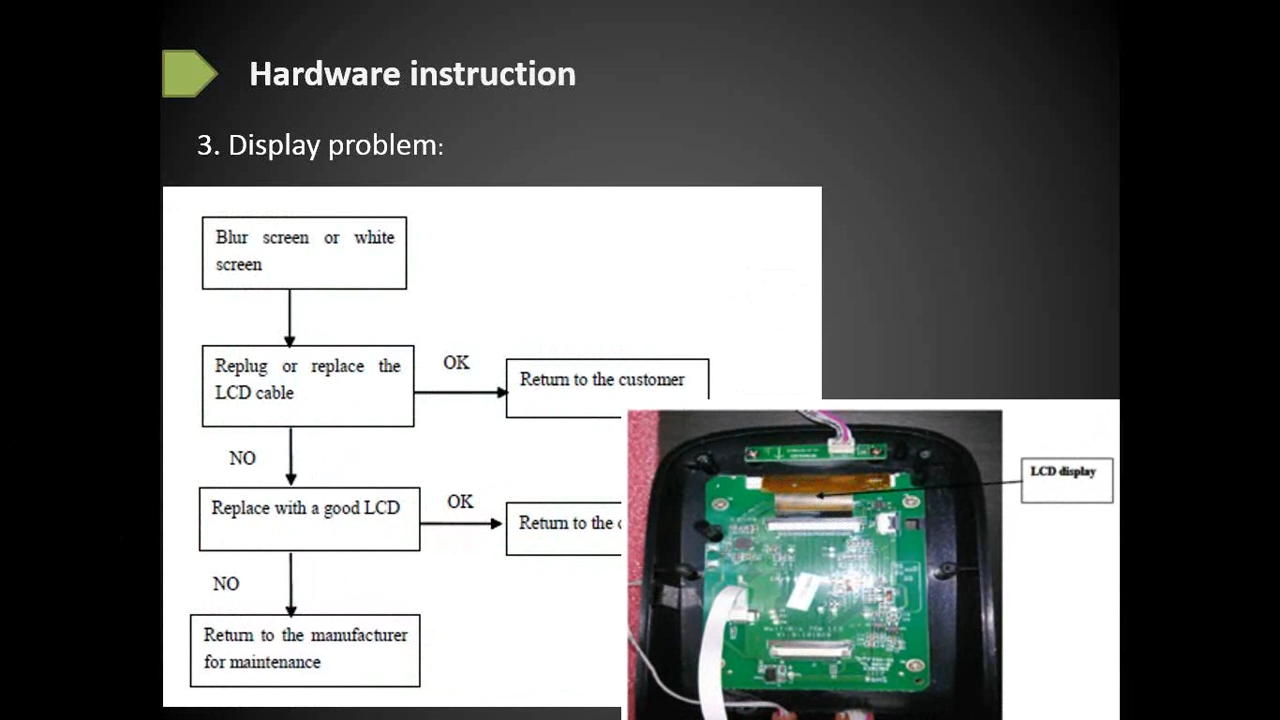 Hardware instruction
3. Display problem:
Blur screen or white
screen
Replug or replace the
LCD cable
OK
Return to the customer
NO
Replace with a good LCD
OK
Return to the
NO
Return to the manufacturer
for maintenance
LCD display